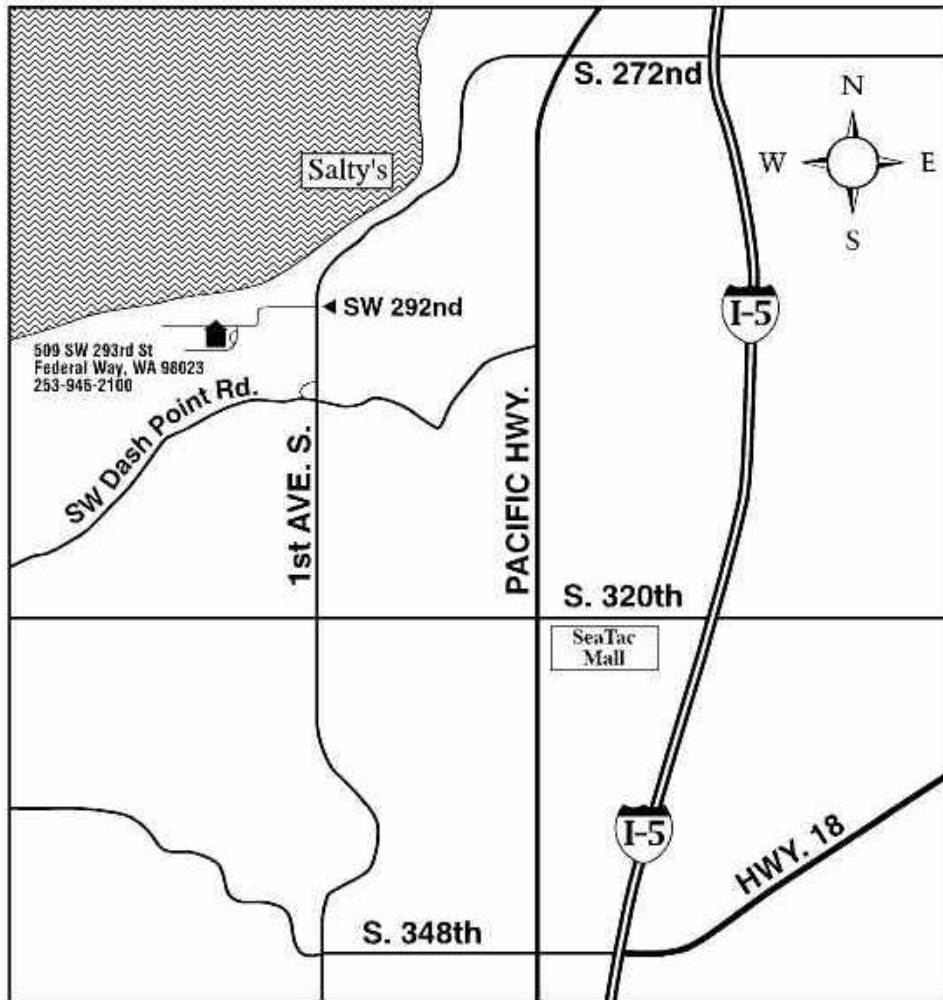 S. 272nd
N
W
E
S
Salty's
I-5
SW 292nd
509 SW 293rd St
Federal Way, WA 98023
253-946-2100
SW Dash Point Rd.
1st AVE. S.
PACIFIC HWY.
S. 320th
SeaTac
Mall
I-5
HWY. 18
S. 348th